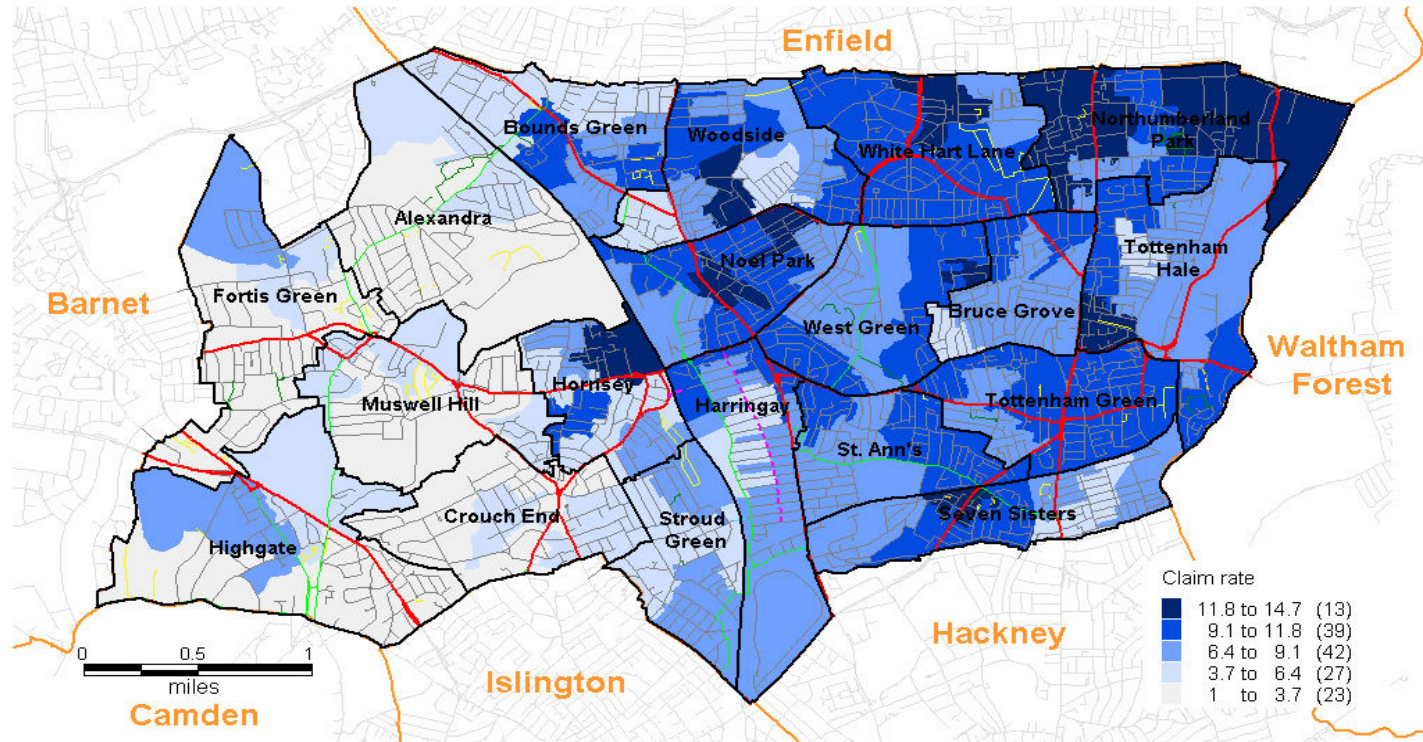 Enfield
Bounds Green
Woodside
Northumberland
Park
White Hart Lane
Alexandra
Tottenham
Hale
Noel Park
Fortis Green
Barnet
West Green
Bruce Grove
Waltham
Forest
Hornsey
Muswell Hill
Harringay
Tottenham Green
St. Ann's
Crouch End
Stroud
Green
Seven Sisters
Highgate
Claim rate
11.8 to 14.7 (13)
9.1 to 11.8 (39)
6.4 to 9.1 (42)
3.7 to 6.4 (27)
1 to 3.7 (23)
Hackney
0 0.5 1
miles
Islington
Camden